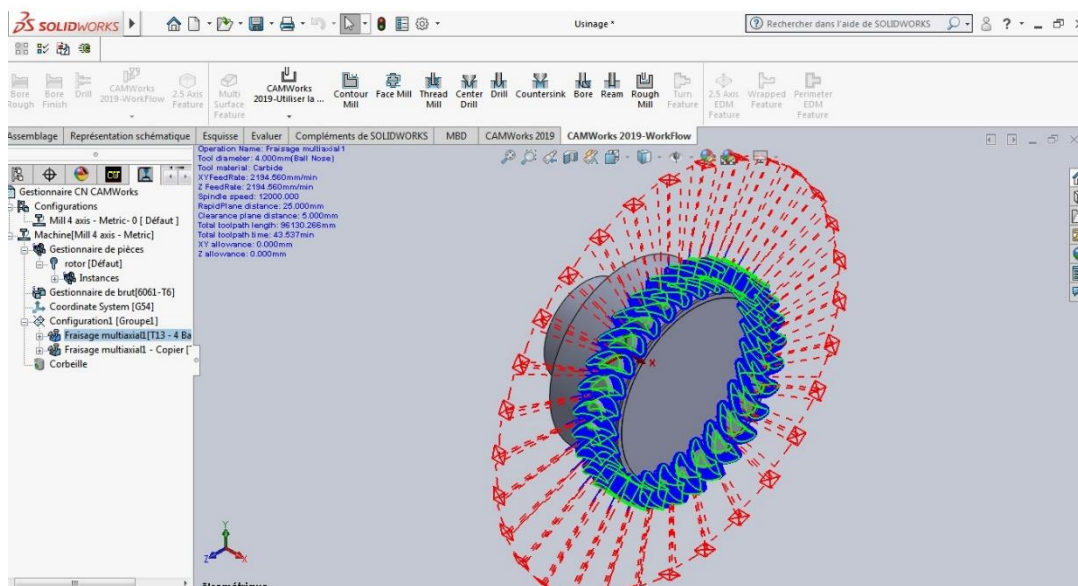 SOLIDWORKS
Usinage *
Rechercher dans l'aide de SOLIDWORKS
Bore Rough
Bore Finish
Drill
CAMWorks 2019-WorkFlow
2.5 Axis Feature
Multi Surface Feature
CAMWorks 2019-Utiliser la ...
Contour Mill
Face Mill
Thread Mill
Center Drill
Drill
Countersink
Bore
Ream
Rough Mill
Turn Feature
2.5 Axis EDM Feature
Wrapped Feature
Perimeter EDM Feature
Assemblage
Représentation schématique
Esquisse
Evaluer
Compléments de SOLIDWORKS
MBD
CAMWorks 2019
CAMWorks 2019-WorkFlow
Gestionnaire CN CAMWorks
Configurations
Mill 4 axis - Metric- 0 [ Défaut ]
Machine[Mill 4 axis - Metric]
Gestionnaire de pièces
rotor [Défaut]
Instances
Gestionnaire de brut[6061-T6]
Coordinate System [G54]
Configuration1 [Groupe1]
Fraisage multiaxial1[T13 - 4 Ba
Fraisage multiaxial1 - Copier [
Corbeille
Operation Name: Fraisage multiaxial1
Tool diameter: 4.000mm(Ball Nose)
Tool material: Carbide
XYFeedRate: 2194.560mm/min
Z FeedRate: 2194.560mm/min
Spindle speed: 12000.000
RapidPlane distance: 25.000mm
Clearance plane distance: 5.000mm
Total toolpath length: 96130.266mm
Total toolpath time: 43.537min
XY allowance: 0.000mm
Z allowance: 0.000mm
X
Y
Z
X